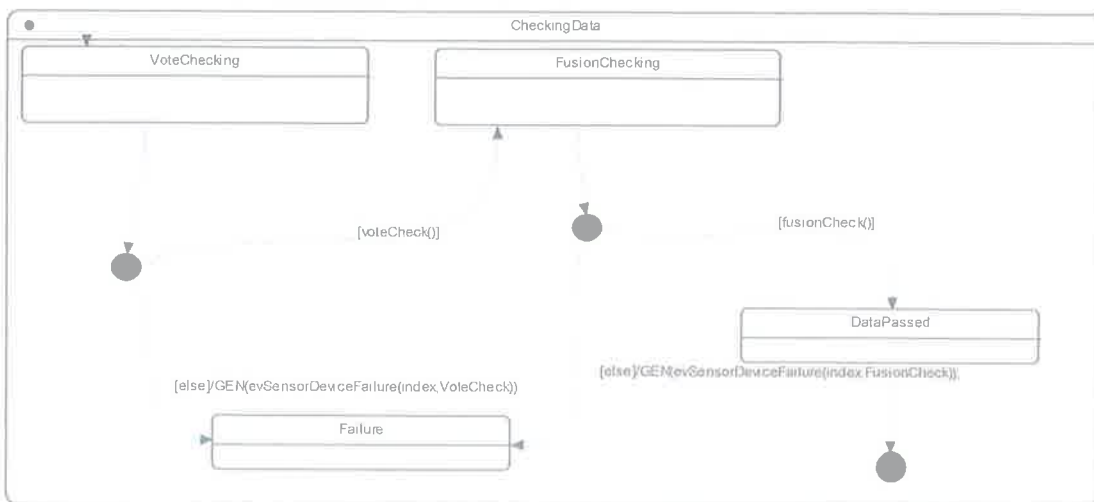 CheckingData
VoteChecking
FusionChecking
[voteCheck()]
[fusionCheck()]
DataPassed
[else]/GEN(evSensorDeviceFailure(index,VoteCheck))
[else]/GEN(evSensorDeviceFailure(index,FusionCheck));
Failure